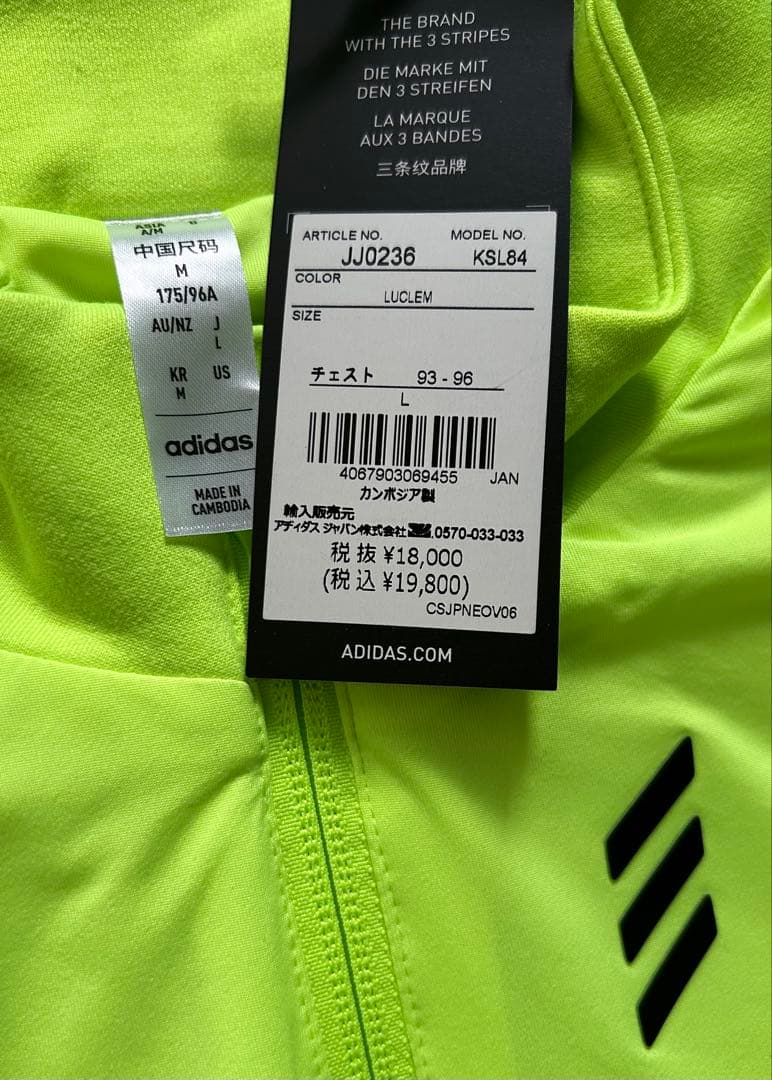 THE BRAND
WITH THE 3 STRIPES
DIE MARKE MIT
DEN 3 STREIFEN
LA MARQUE
AUX 3 BANDES
三条纹品牌
ARTICLE NO. MODEL NO.
JJ0236 KSL84
COLOR
LUCLEM
SIZE
チェスト 93 - 96
L
4067903069455 JAN
カンボジア製
輸入販売元
アディダス ジャパン株式会社 0570-033-033
税抜 ¥18,000
(税込 ¥19,800)
CSJPNEOV06
ADIDAS.COM
A/M
中国尺码
M
175/96A
AU/NZ J
L
KR US
M
adidas
MADE IN
CAMBODIA